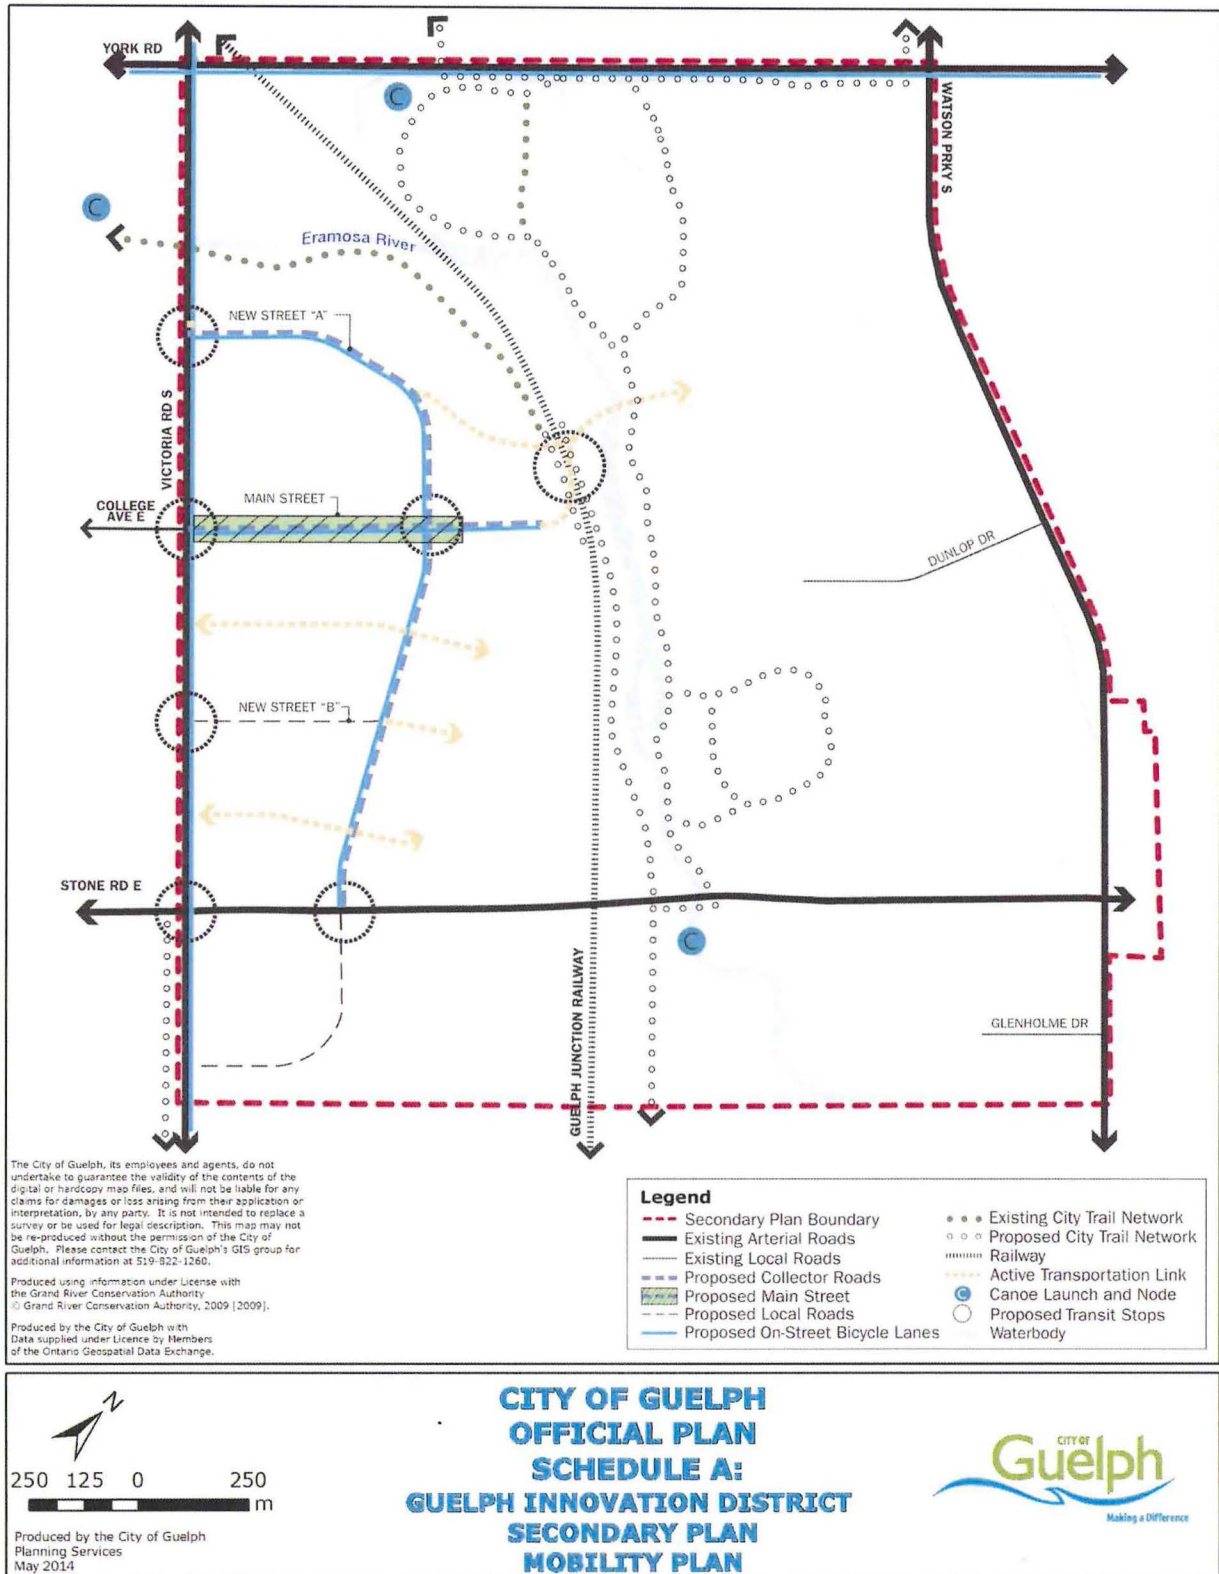 YORK RD
C
WATSON PRKY S
C
Eramosa River
NEW STREET "A"
VICTORIA RD S
MAIN STREET
COLLEGE
AVE E
DUNLOP DR
NEW STREET "B"
STONE RD E
C
GUELPH JUNCTION RAILWAY
GLENHOLME DR
The City of Guelph, its employees and agents, do not
undertake to guarantee the validity of the contents of the
digital or hardcopy map files, and will not be liable for any
claims for damages or loss arising from their application or
interpretation, by any party. It is not intended to replace a
survey or be used for legal description. This map may not
be re-produced without the permission of the City of
Guelph. Please contact the City of Guelph's GIS group for
additional information at 519-822-1260.
Produced using information under License with
the Grand River Conservation Authority
© Grand River Conservation Authority, 2009 [2009].
Produced by the City of Guelph with
Data supplied under Licence by Members
of the Ontario Geospatial Data Exchange.
Legend
Secondary Plan Boundary
Existing Arterial Roads
Existing Local Roads
Proposed Collector Roads
Proposed Main Street
Proposed Local Roads
Proposed On-Street Bicycle Lanes
Existing City Trail Network
Proposed City Trail Network
Railway
Active Transportation Link
C Canoe Launch and Node
Proposed Transit Stops
Waterbody
N
250 125 0 250
m
Produced by the City of Guelph
Planning Services
May 2014
CITY OF GUELPH
OFFICIAL PLAN
SCHEDULE A:
GUELPH INNOVATION DISTRICT
SECONDARY PLAN
MOBILITY PLAN
CITY OF
Guelph
Making a Difference